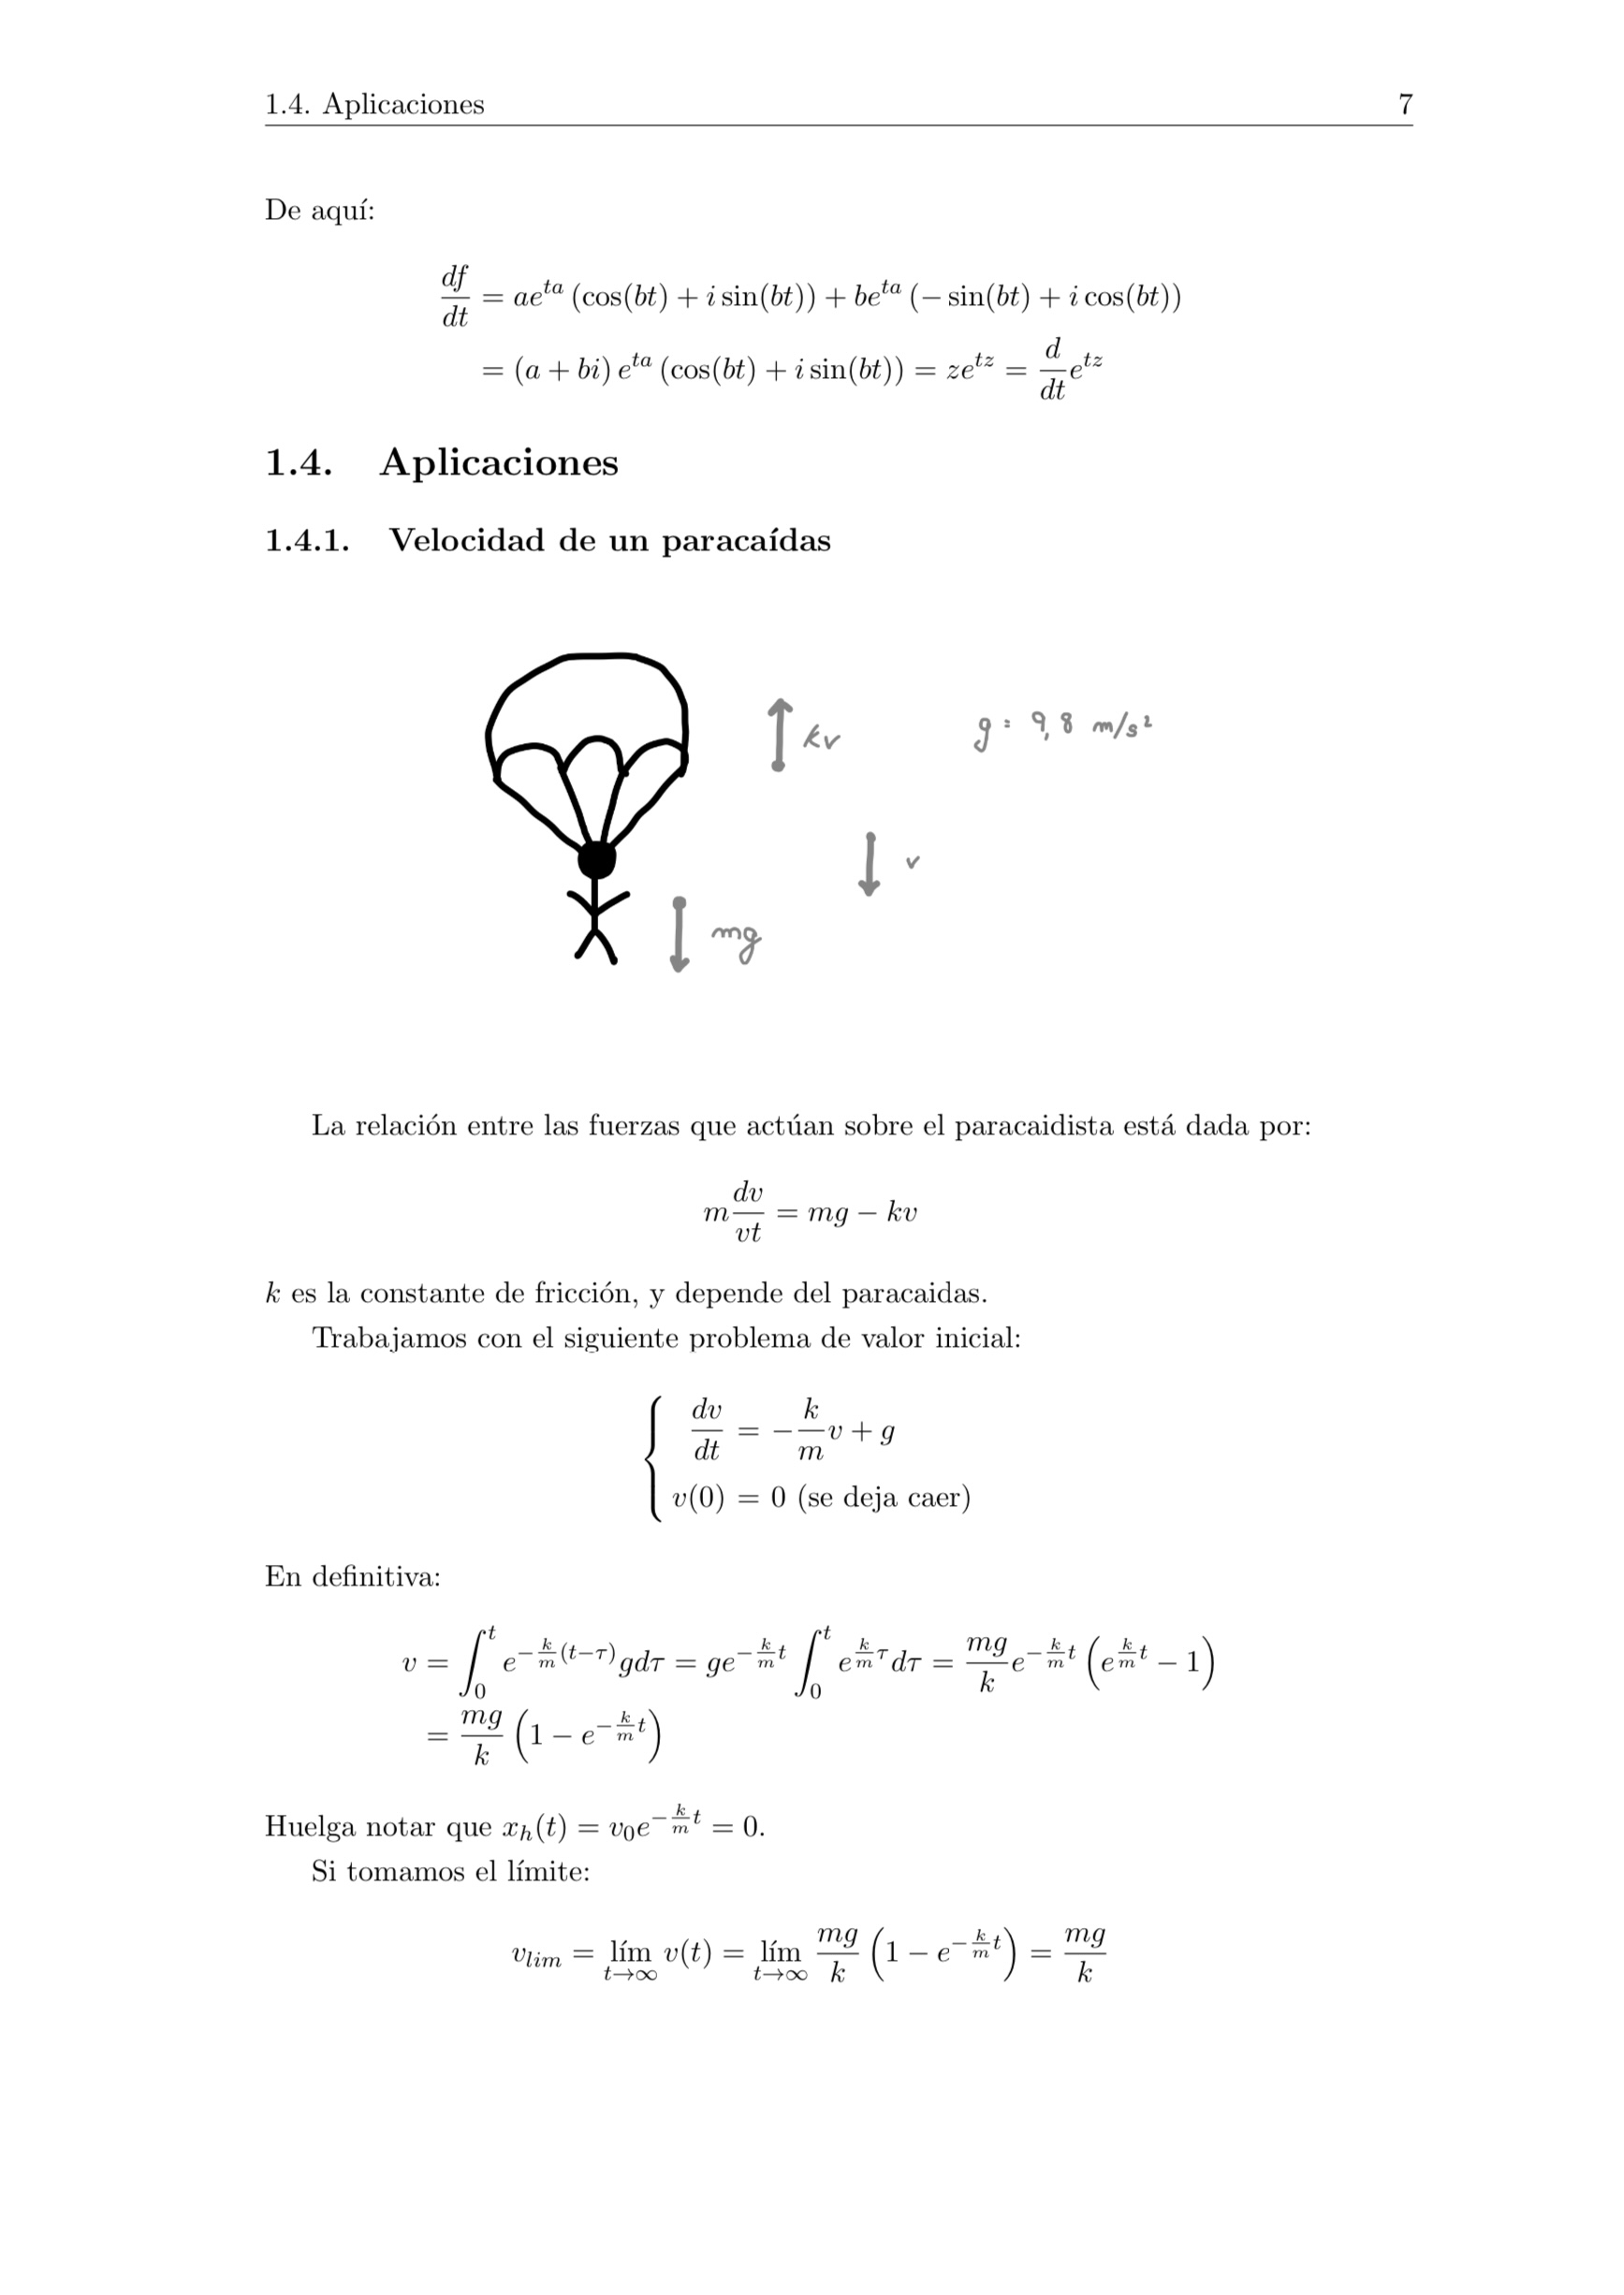 1.4. Aplicaciones 7
De aquí:
$\frac{df}{dt} = ae^{ta}(\cos(bt) + i\sin(bt)) + be^{ta}(-\sin(bt) + i\cos(bt))$
$= (a + bi)e^{ta}(\cos(bt) + i\sin(bt)) = ze^{tz} = \frac{d}{dt}e^{tz}$
1.4. Aplicaciones
1.4.1. Velocidad de un paracaídas
kv
g = 9,8 m/s²
v
mg
La relación entre las fuerzas que actúan sobre el paracaidista está dada por:
$m\frac{dv}{vt} = mg - kv$
k es la constante de fricción, y depende del paracaidas.
Trabajamos con el siguiente problema de valor inicial:
$\frac{dv}{dt} = -\frac{k}{m}v + g$
$v(0) = 0$ (se deja caer)
En definitiva:
$v = \int_0^t e^{-\frac{k}{m}(t-\tau)}gd\tau = ge^{-\frac{k}{m}t}\int_0^t e^{\frac{k}{m}\tau}d\tau = \frac{mg}{k}e^{-\frac{k}{m}t}\left(e^{\frac{k}{m}t} - 1\right)$
$= \frac{mg}{k}\left(1 - e^{-\frac{k}{m}t}\right)$
Huelga notar que $x_h(t) = v_0e^{-\frac{k}{m}t} = 0$.
Si tomamos el límite:
$v_{lim} = \lim_{t\to\infty} v(t) = \lim_{t\to\infty} \frac{mg}{k}\left(1 - e^{-\frac{k}{m}t}\right) = \frac{mg}{k}$